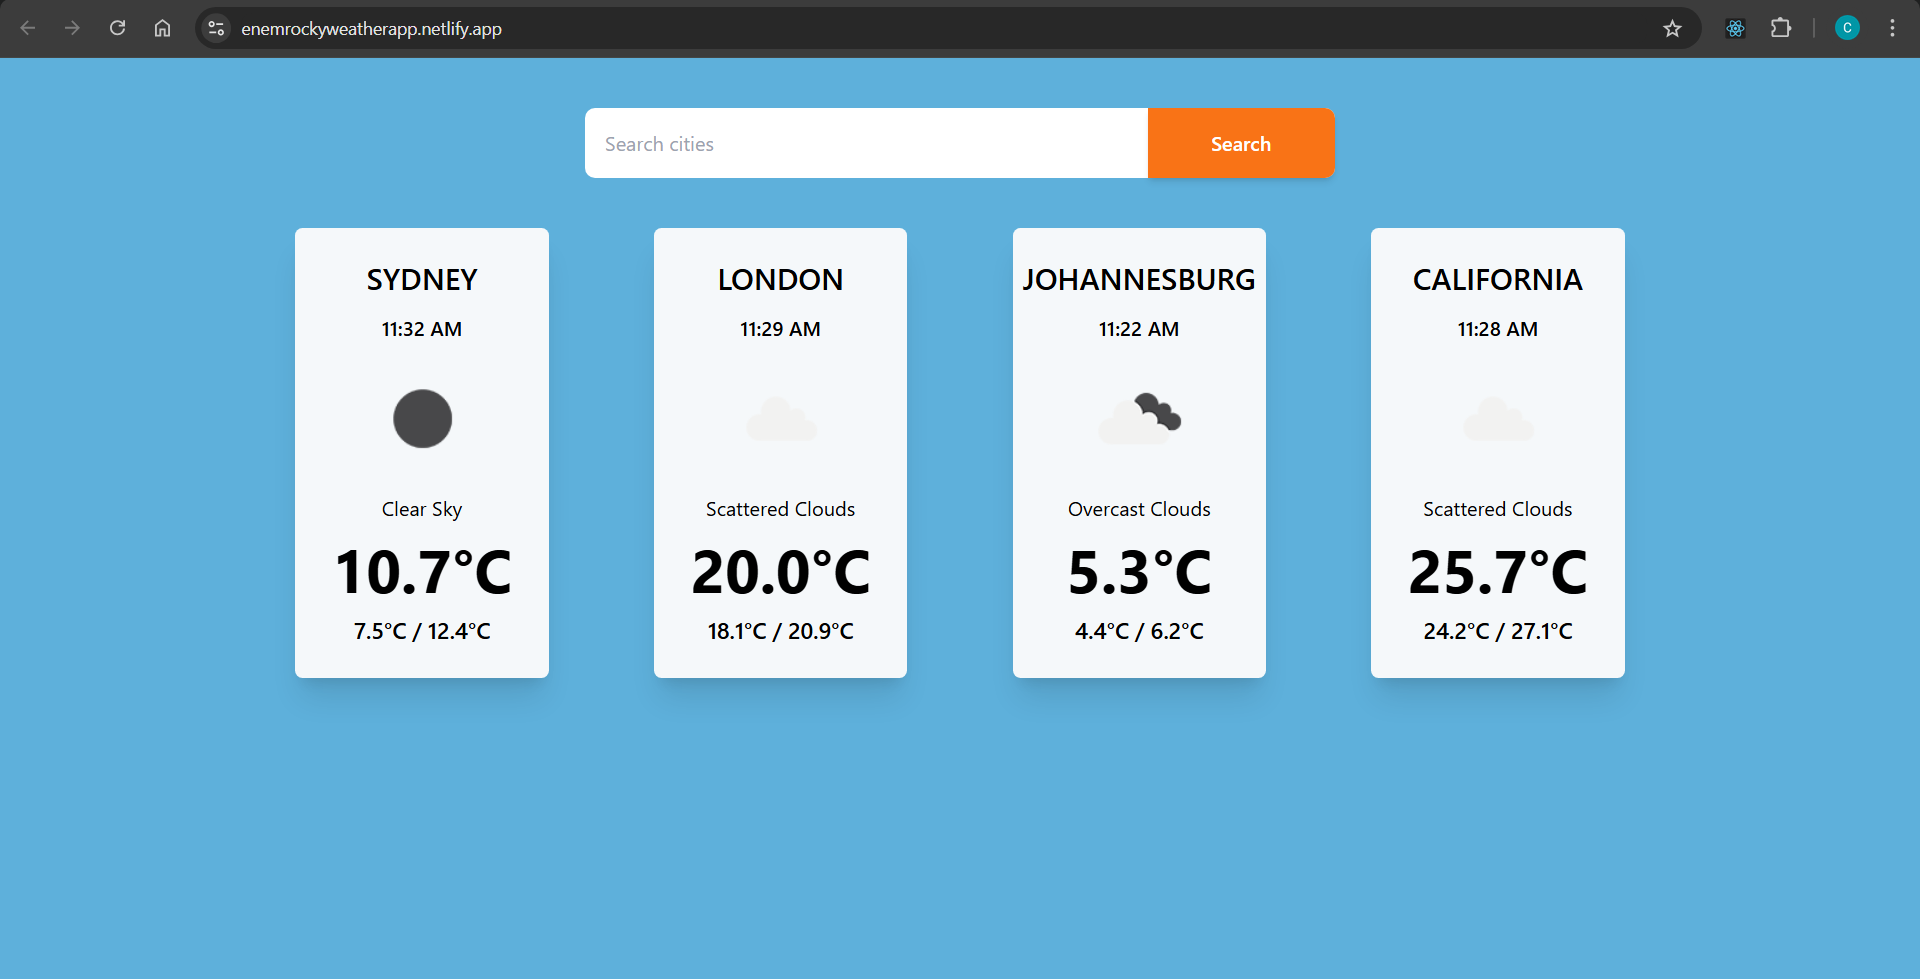 enemrockyweatherapp.netlify.app
C
Search cities
Search
SYDNEY
11:32 AM
Clear Sky
10.7°C
7.5°C / 12.4°C
LONDON
11:29 AM
Scattered Clouds
20.0°C
18.1°C / 20.9°C
JOHANNESBURG
11:22 AM
Overcast Clouds
5.3°C
4.4°C / 6.2°C
CALIFORNIA
11:28 AM
Scattered Clouds
25.7°C
24.2°C / 27.1°C